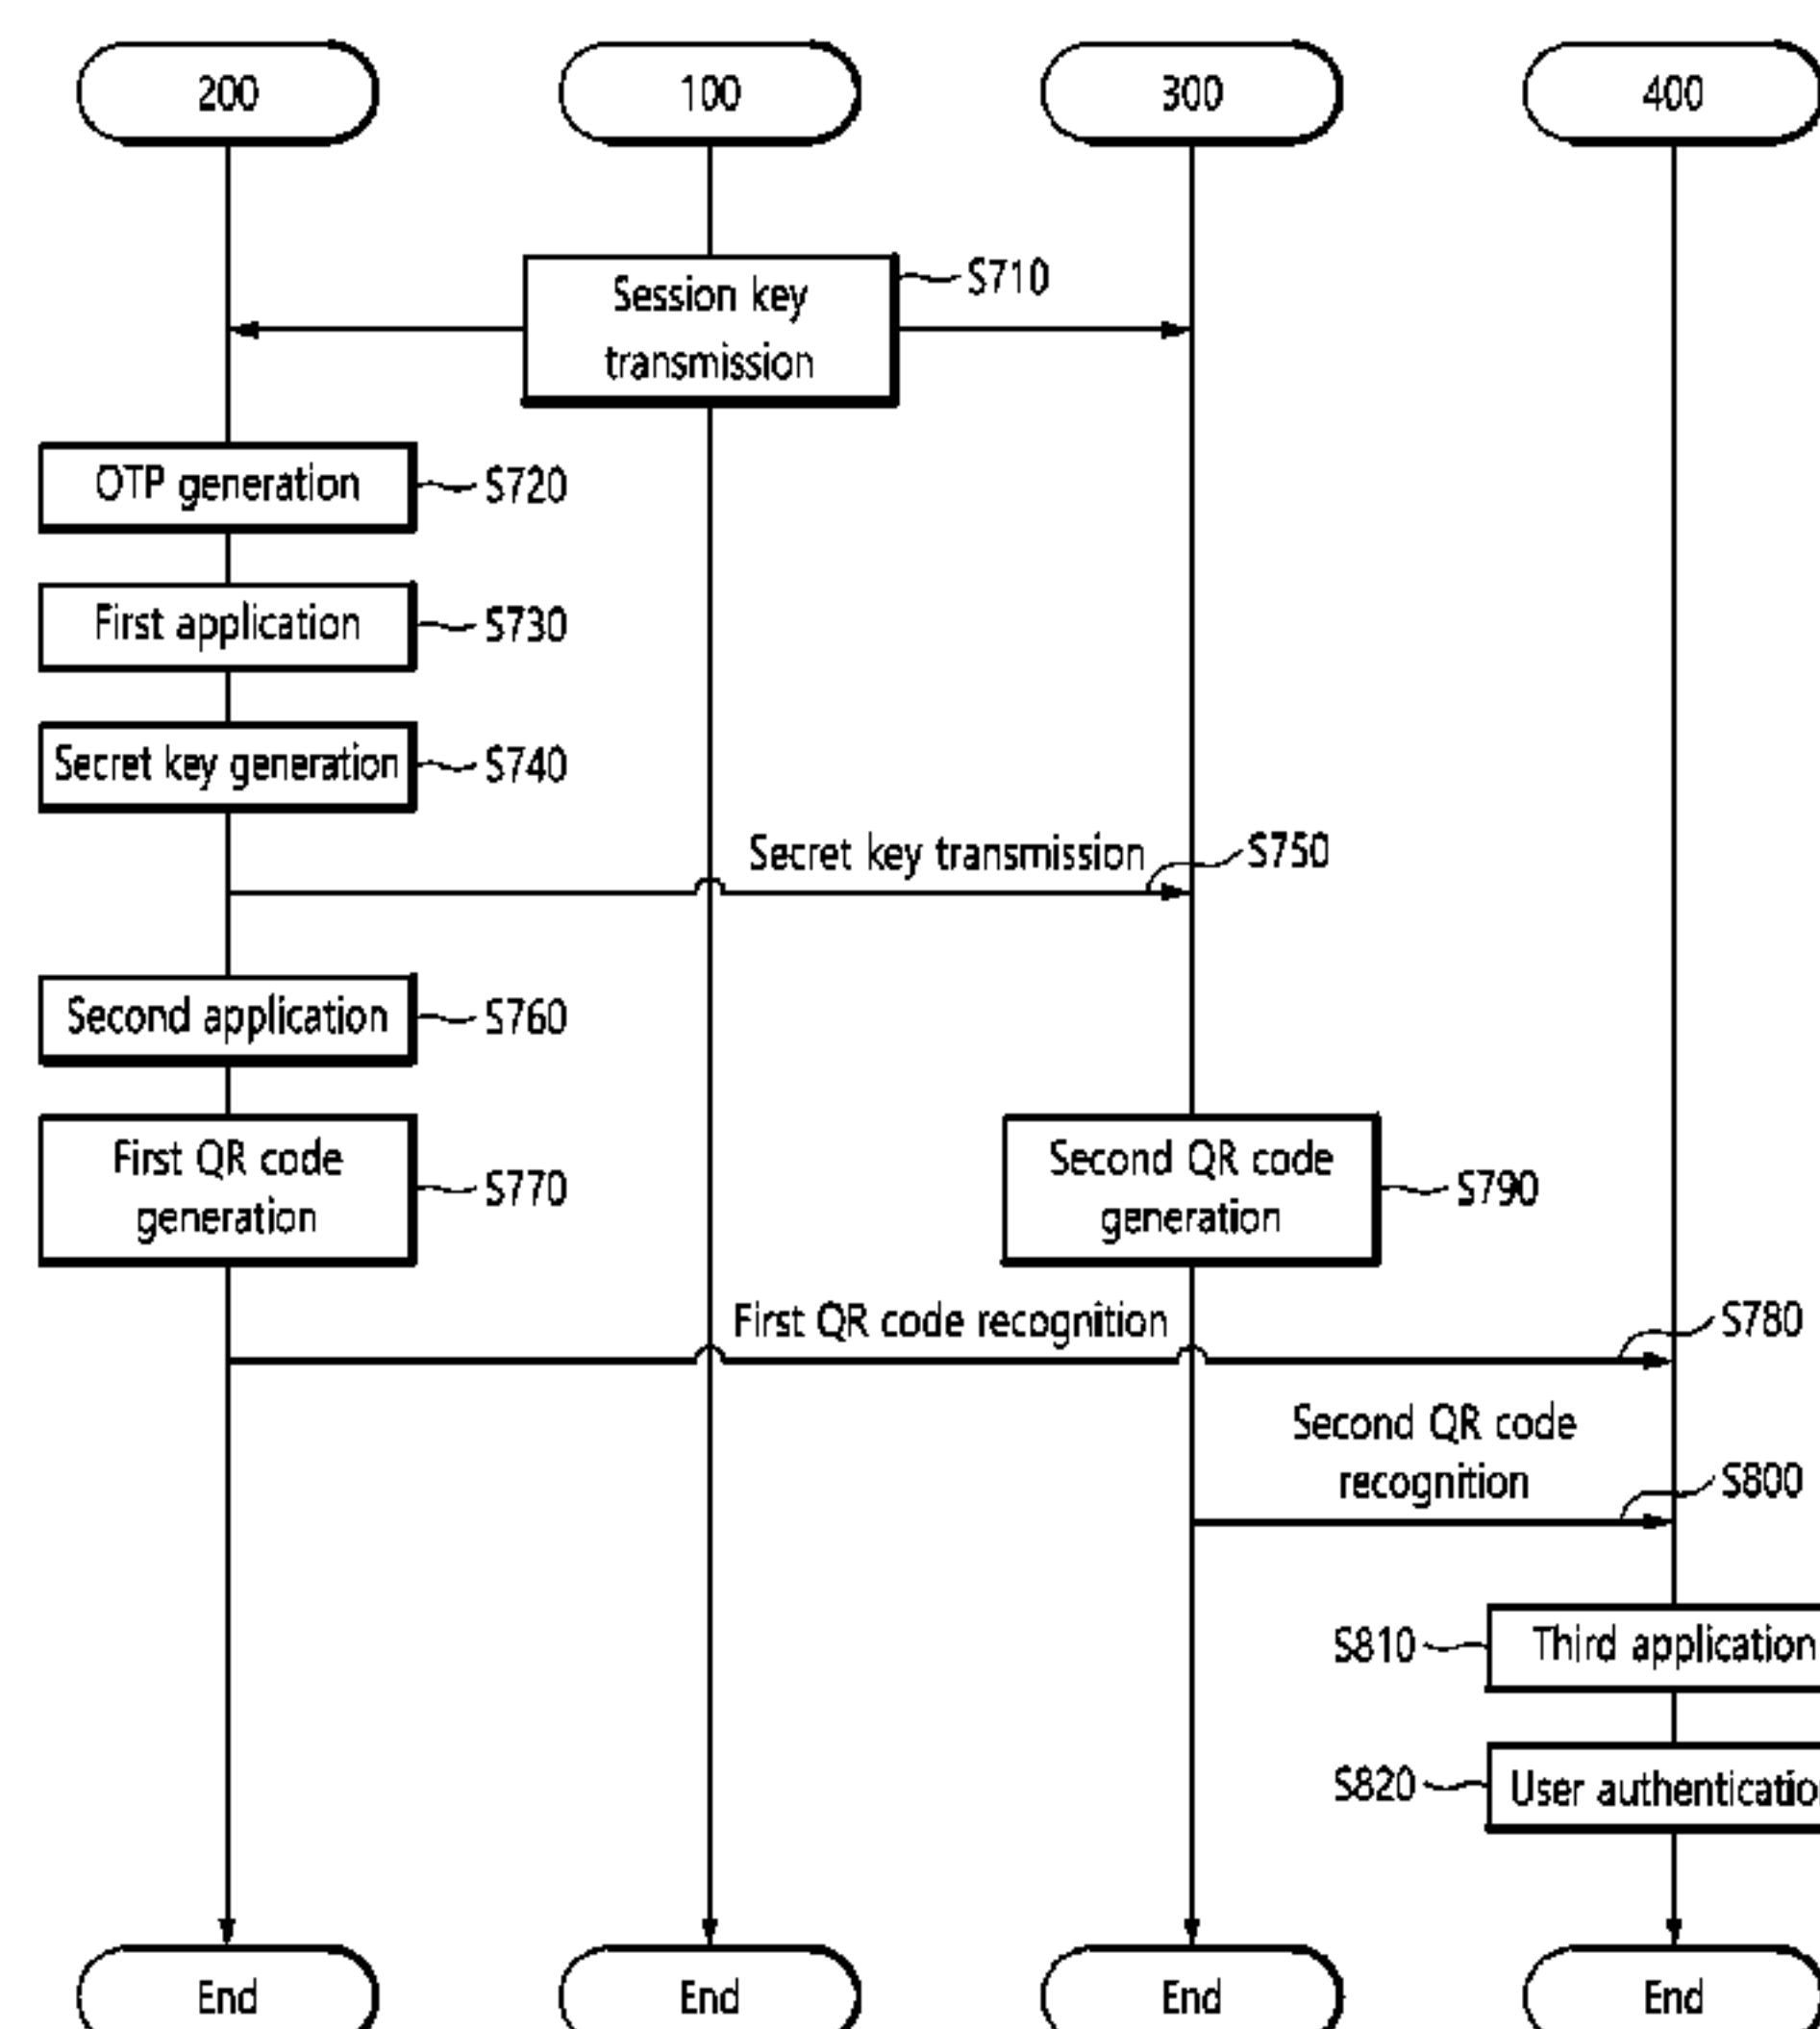 200
100
300
400
Session key
transmission
S710
OTP generation
S720
First application
S730
Secret key generation
S740
Secret key transmission
S750
Second application
S760
First QR code
generation
S770
Second QR code
generation
S790
First QR code recognition
S780
Second QR code
recognition
S800
S810
Third application
S820
User authenticatio
End
End
End
End